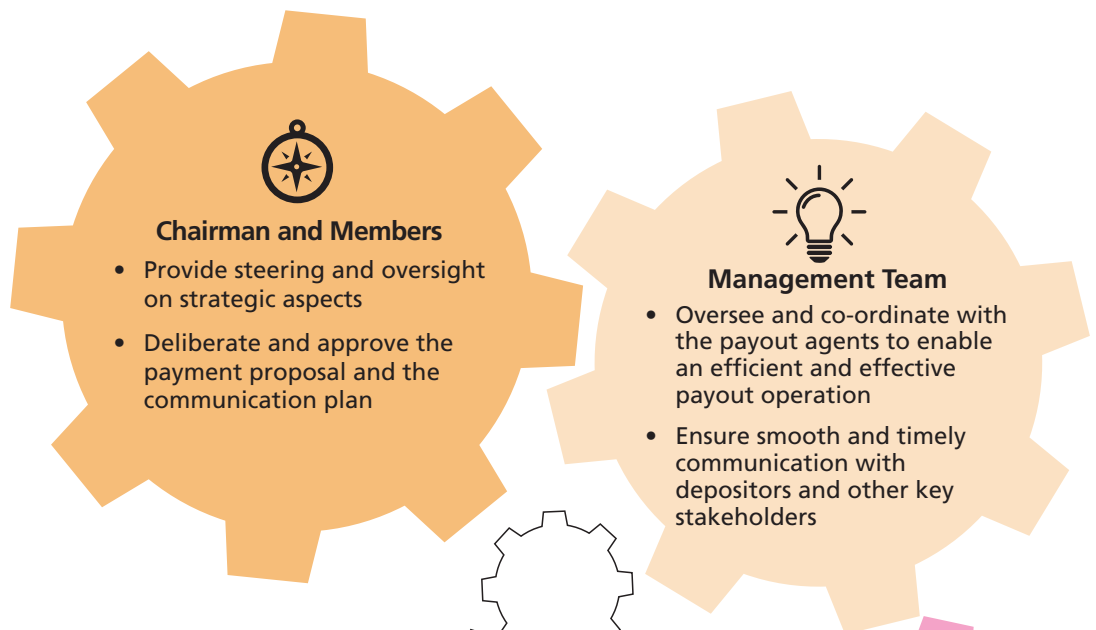 Chairman and Members
• Provide steering and oversight
on strategic aspects
• Deliberate and approve the
payment proposal and the
communication plan
Management Team
• Oversee and co-ordinate with
the payout agents to enable
an efficient and effective
payout operation
• Ensure smooth and timely
communication with
depositors and other key
stakeholders